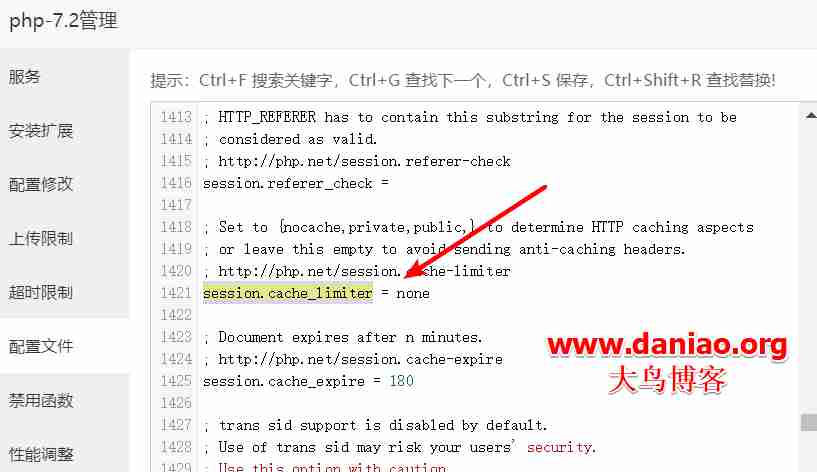 php-7.2管理
服务
安装扩展
配置修改
上传限制
超时限制
配置文件
禁用函数
性能调整
提示：Ctrl+F 搜索关键字，Ctrl+G 查找下一个，Ctrl+S 保存，Ctrl+Shift+R 查找替换!
1413 ; HTTP_REFERER has to contain this substring for the session to be
1414 ; considered as valid.
1415 ; http://php.net/session.referer-check
1416 session.referer_check =
1417
1418 ; Set to {nocache,private,public,} to determine HTTP caching aspects
1419 ; or leave this empty to avoid sending anti-caching headers.
1420 ; http://php.net/session.cache-limiter
1421 session.cache_limiter = none
1422
1423 ; Document expires after n minutes.
1424 ; http://php.net/session.cache-expire
1425 session.cache_expire = 180
1426
1427 ; trans sid support is disabled by default.
1428 ; Use of trans sid may risk your users' security.
1429 ; Use this option with caution.
www.daniao.org
大鸟博客